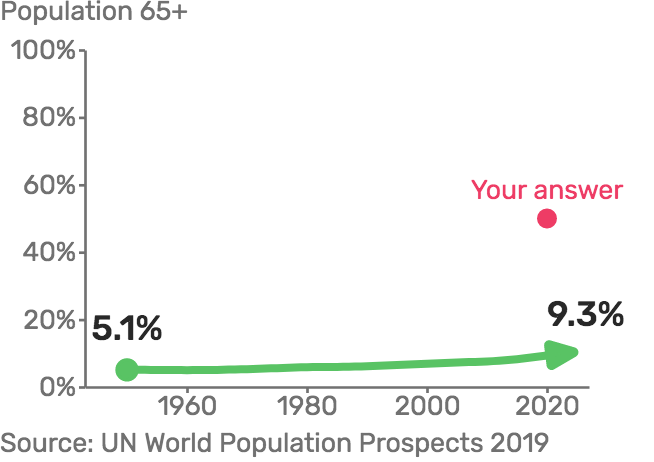 Population 65+
100%
80%
60%
Your answer
40%
20%
5.1%
9.3%
0%
1960 1980 2000 2020
Source: UN World Population Prospects 2019